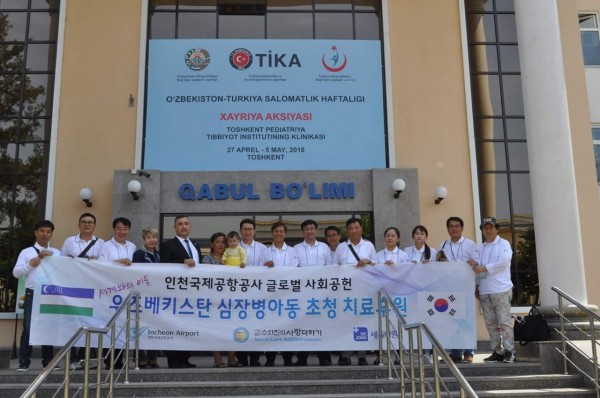 TİKA
O'ZBEKISTON-TURKIYA SALOMATLIK HAFTALIGI
XAYRIYA AKSIYASI
TOSHKENT PEDIATRIYA
TIBBIYOT INSTITUTINING KLINIKASI
27 APREL - 5 MAY, 2018
TOSHKENT
QABUL BO'LIMI
인천국제공항공사 글로벌 사회공헌
우즈베키스탄 심장병아동 초청 치료
Incheon Airport